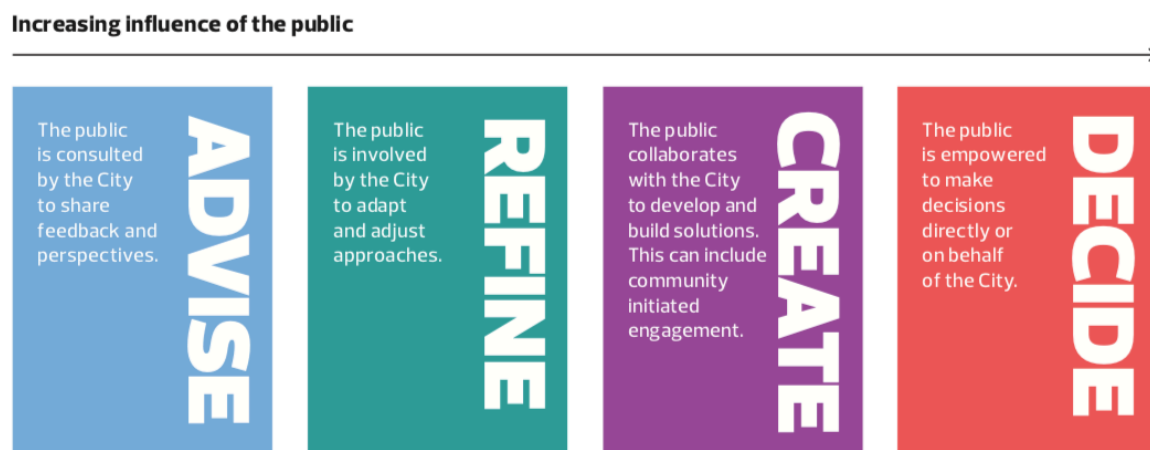 Increasing influence of the public
The public
is consulted
by the City
to share
feedback and
perspectives.
ADVISE
The public
is involved
by the City
to adapt
and adjust
approaches.
REFINE
The public
collaborates
with the City
to develop and
build solutions.
This can include
community
initiated
engagement.
CREATE
The public
is empowered
to make
decisions
directly or
on behalf
of the City.
DECIDE